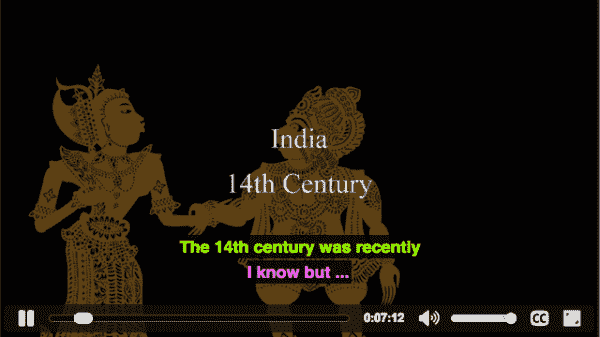 India
14th Century
The 14th century was recently
I know but ...
0:07:12
CC